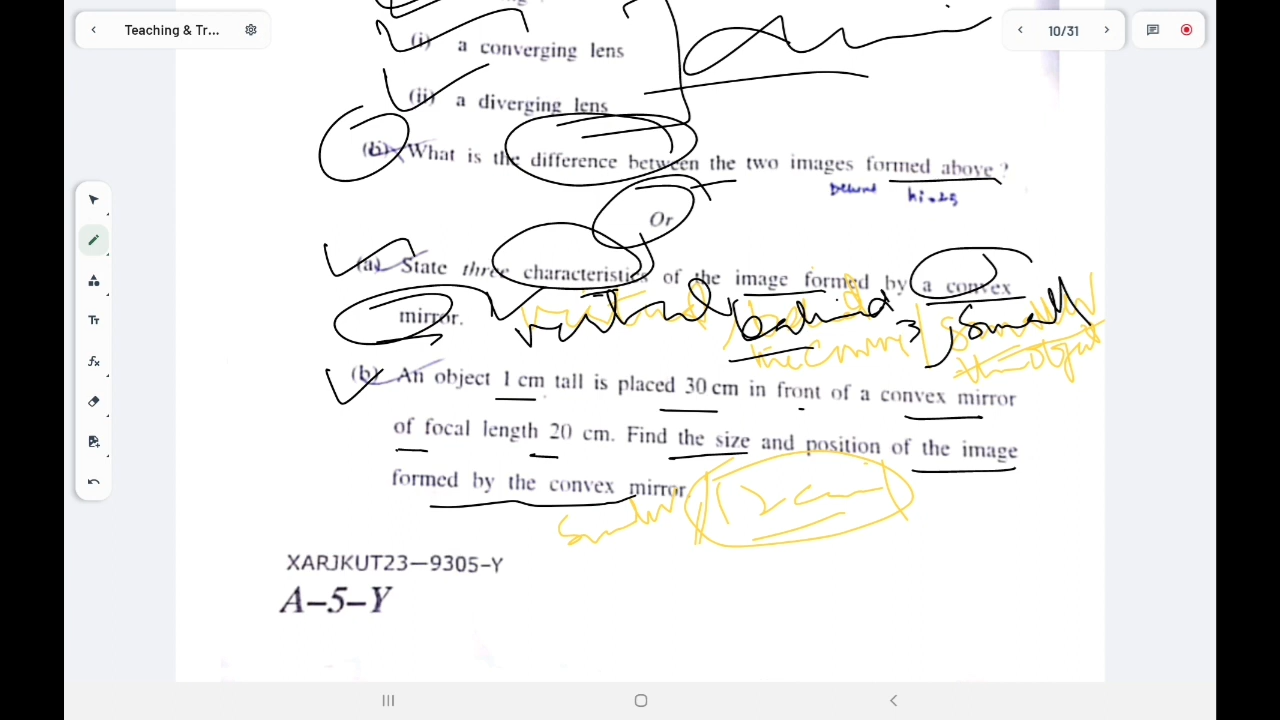 Teaching & Tr...
10/31
(i) a converging lens
(ii) a diverging lens
(b) What is the difference between the two images formed above?
Or
(a) State three characteristics of the image formed by a convex
mirror.
virtual behind 3) small
(b) An object 1 cm tall is placed 30 cm in front of a convex mirror
of focal length 20 cm. Find the size and position of the image
formed by the convex mirror.
12 cm
XARJKUT23—9305-Y
A–5–Y